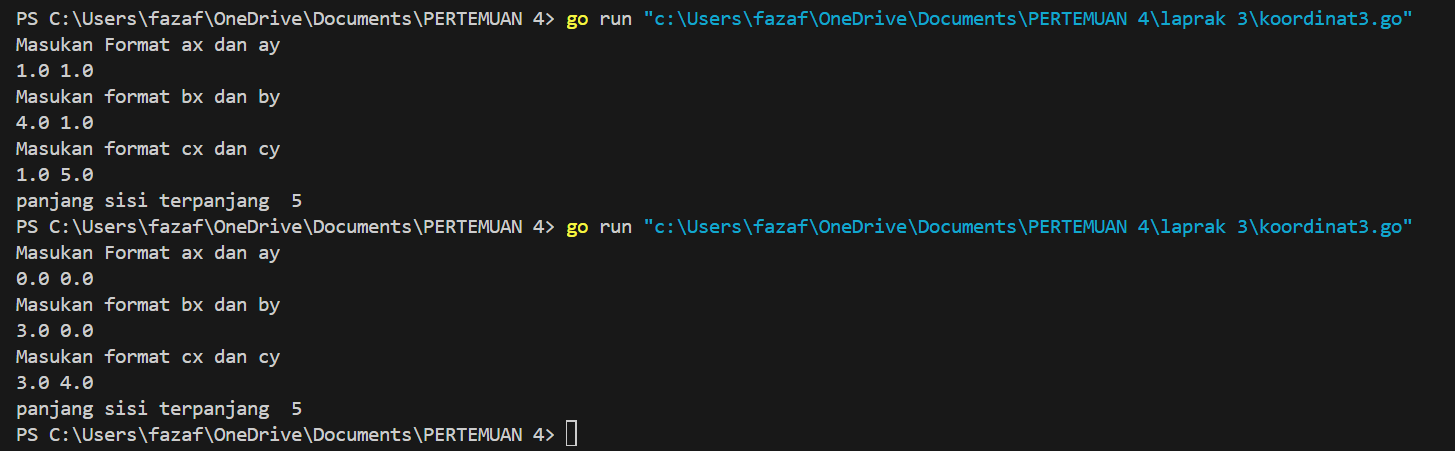 PS C:\Users\fazaf\OneDrive\Documents\PERTEMUAN 4> go run "c:\Users\fazaf\OneDrive\Documents\PERTEMUAN 4\laprak 3\koordinat3.go"
Masukan Format ax dan ay
1.0 1.0
Masukan format bx dan by
4.0 1.0
Masukan format cx dan cy
1.0 5.0
panjang sisi terpanjang  5
PS C:\Users\fazaf\OneDrive\Documents\PERTEMUAN 4> go run "c:\Users\fazaf\OneDrive\Documents\PERTEMUAN 4\laprak 3\koordinat3.go"
Masukan Format ax dan ay
0.0 0.0
Masukan format bx dan by
3.0 0.0
Masukan format cx dan cy
3.0 4.0
panjang sisi terpanjang  5
PS C:\Users\fazaf\OneDrive\Documents\PERTEMUAN 4>